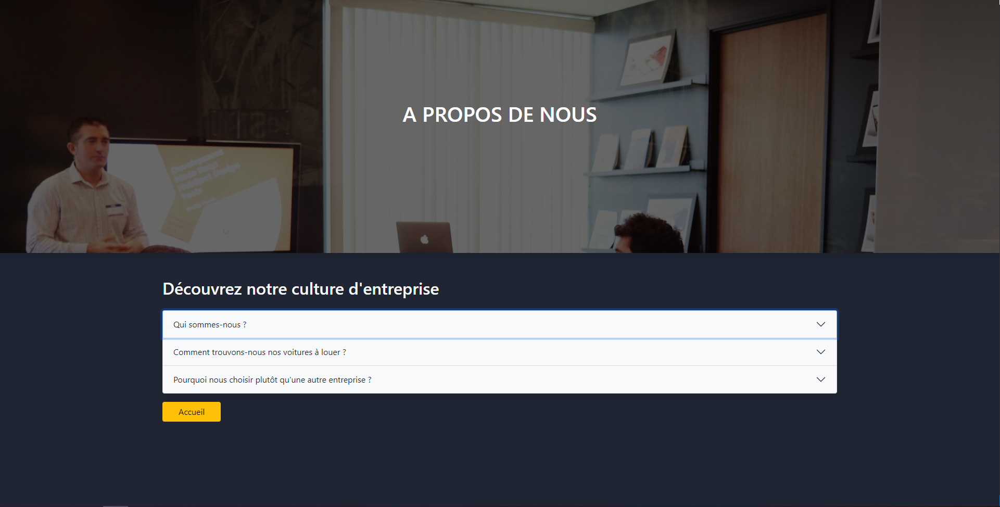 A PROPOS DE NOUS
Development
Découvrez notre culture d'entreprise
Qui sommes-nous ?
Comment trouvons-nous nos voitures à louer ?
Pourquoi nous choisir plutôt qu'une autre entreprise ?
Accueil